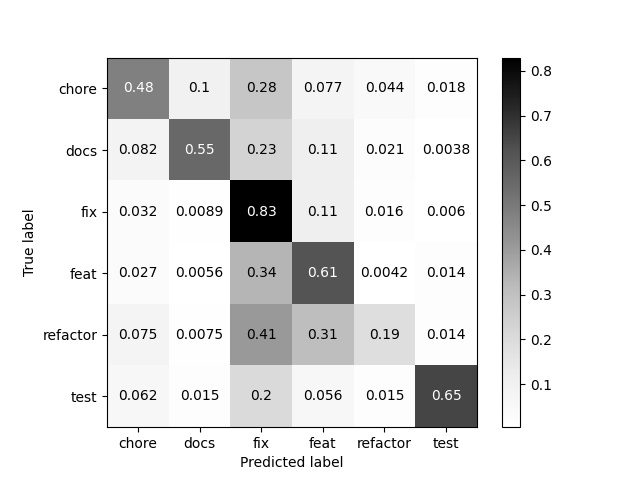 chore 0.48 0.1 0.28 0.077 0.044 0.018
docs 0.082 0.55 0.23 0.11 0.021 0.0038
fix 0.032 0.0089 0.83 0.11 0.016 0.006
feat 0.027 0.0056 0.34 0.61 0.0042 0.014
refactor 0.075 0.0075 0.41 0.31 0.19 0.014
test 0.062 0.015 0.2 0.056 0.015 0.65
chore docs fix feat refactor test
Predicted label
True label
0.8
0.7
0.6
0.5
0.4
0.3
0.2
0.1